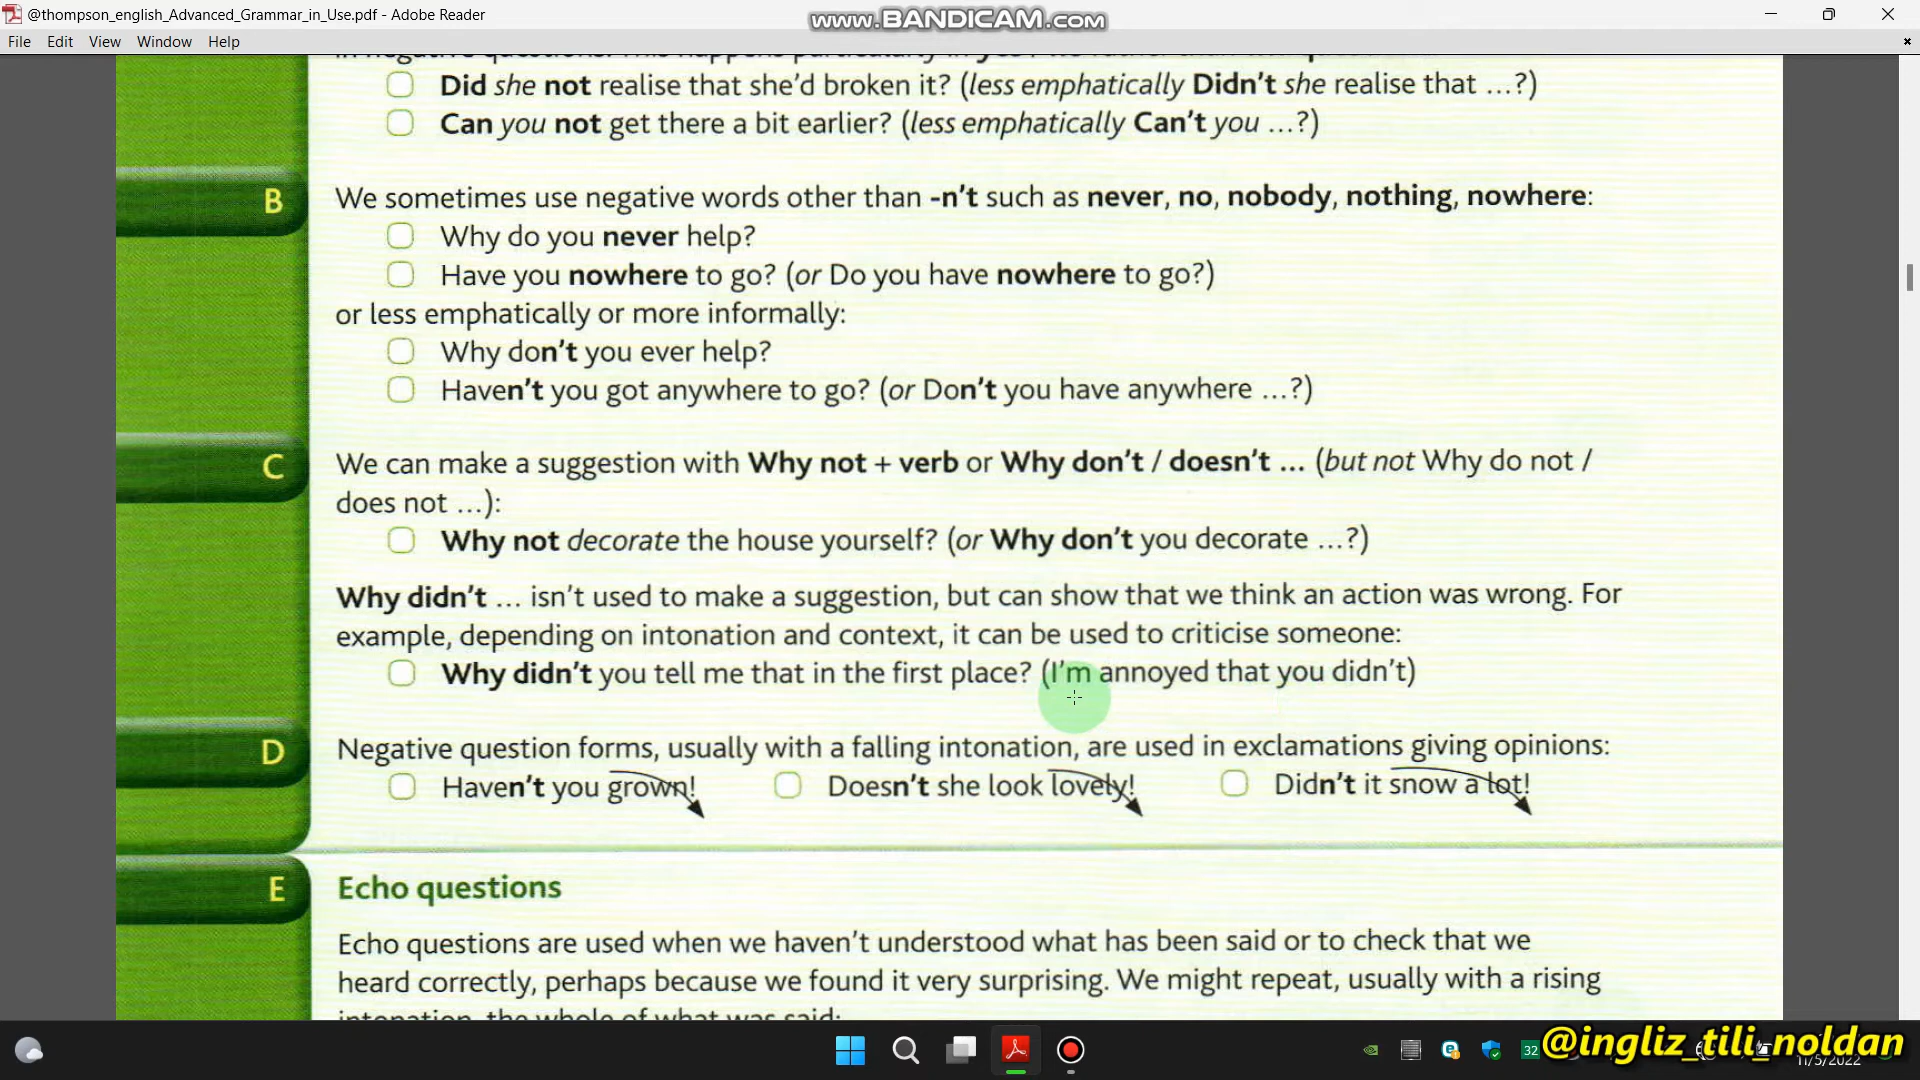 @thompson_english_Advanced_Grammar_in_Use.pdf - Adobe Reader
www.BANDICAM.com
File Edit View Window Help
Did she not realise that she'd broken it? (less emphatically Didn't she realise that …?)
Can you not get there a bit earlier? (less emphatically Can't you …?)
B
We sometimes use negative words other than -n't such as never, no, nobody, nothing, nowhere:
Why do you never help?
Have you nowhere to go? (or Do you have nowhere to go?)
or less emphatically or more informally:
Why don't you ever help?
Haven't you got anywhere to go? (or Don't you have anywhere …?)
C
We can make a suggestion with Why not + verb or Why don't / doesn't … (but not Why do not /
does not …):
Why not decorate the house yourself? (or Why don't you decorate …?)
Why didn't … isn't used to make a suggestion, but can show that we think an action was wrong. For
example, depending on intonation and context, it can be used to criticise someone:
Why didn't you tell me that in the first place? (I'm annoyed that you didn't)
D
Negative question forms, usually with a falling intonation, are used in exclamations giving opinions:
Haven't you grown! Doesn't she look lovely! Didn't it snow a lot!
E
Echo questions
Echo questions are used when we haven't understood what has been said or to check that we
heard correctly, perhaps because we found it very surprising. We might repeat, usually with a rising
intonation, the whole of what was said:
32
@ingliz_tili_noldan
11/5/2022